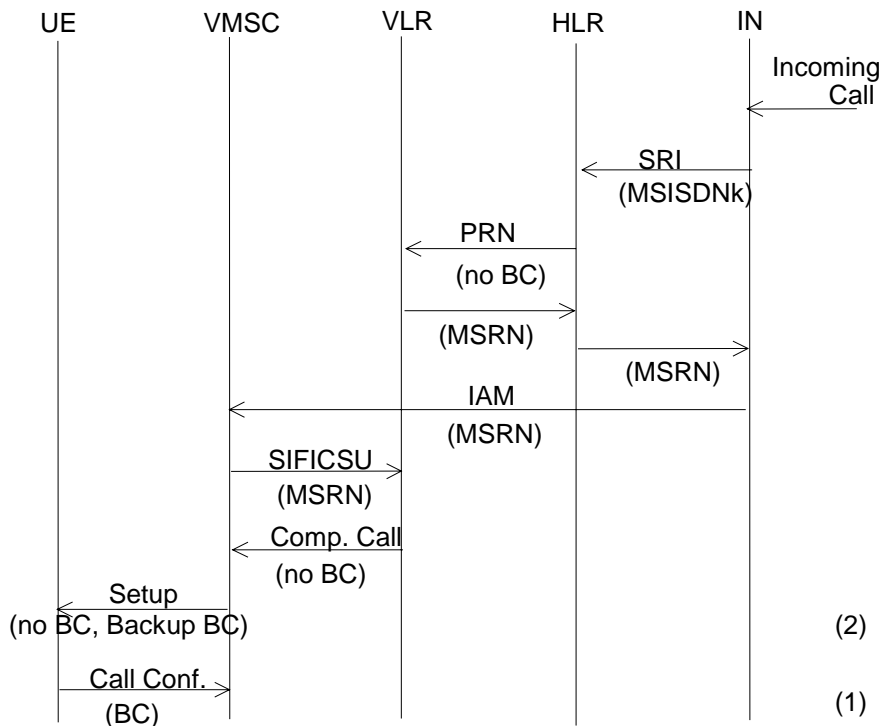 UE VMSC VLR HLR IN
Incoming
Call
SRI
(MSISDNk)
PRN
(no BC)
(MSRN)
(MSRN)
IAM
(MSRN)
SIFICSU
(MSRN)
Comp. Call
(no BC)
Setup
(no BC, Backup BC) (2)
Call Conf.
(BC) (1)